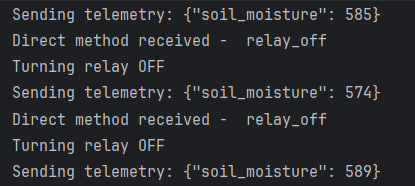 Sending telemetry: {"soil_moisture": 585}
Direct method received -  relay_off
Turning relay OFF
Sending telemetry: {"soil_moisture": 574}
Direct method received -  relay_off
Turning relay OFF
Sending telemetry: {"soil_moisture": 589}